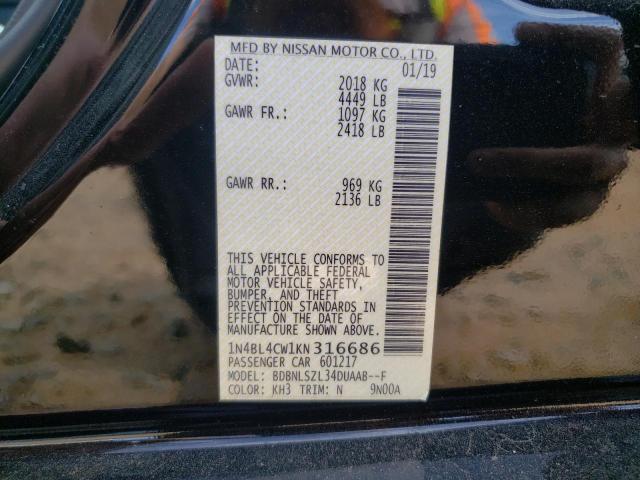 MFD BY NISSAN MOTOR CO., LTD.
DATE: 01/19
GVWR: 2018 KG
4449 LB
GAWR FR.: 1097 KG
2418 LB
GAWR RR.: 969 KG
2136 LB
THIS VEHICLE CONFORMS TO
ALL APPLICABLE FEDERAL
MOTOR VEHICLE SAFETY,
BUMPER, AND THEFT
PREVENTION STANDARDS IN
EFFECT ON THE DATE OF
MANUFACTURE SHOWN ABOVE.
1N4BL4CW1KN316686
PASSENGER CAR 601217
MODEL: BDBNLSZL34DUAAB--F
COLOR: KH3 TRIM: N 9N00A